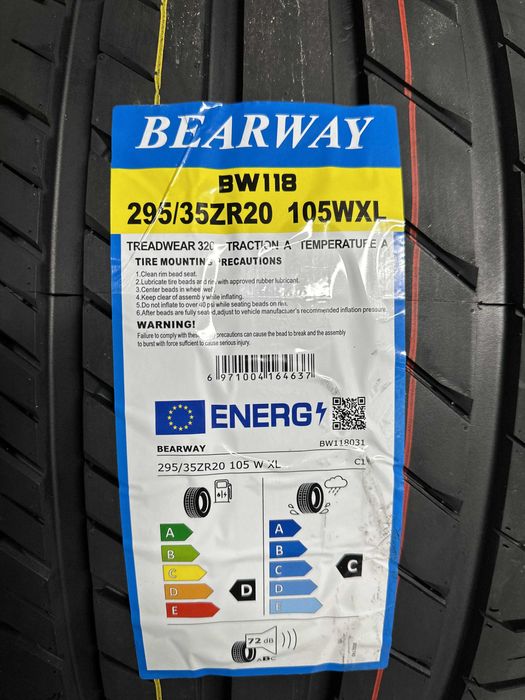 BEARWAY
BW118
295/35ZR20 105WXL
TREADWEAR 320 TRACTION A TEMPERATURE A
TIRE MOUNTING PRECAUTIONS
1.Clean rim bead seat.
2.Lubricate tire beads and rim with approved rubber lubricant.
3.Center beads in wheel well
4.Keep clear of assembly while inflating.
5.Do not inflate to over 40 psi while seating beads on rim.
6.After beads are fully seated,adjust to vehicle manufactuer's recommended inflation pressure.
WARNING!
Failure to comply with these precautions can cause the bead to break and the assembly
to burst with force sufficient to cause serious injury.
6 971004 164637
ENERG
BEARWAY BW118031
295/35ZR20 105 W XL C1
A A
B B
C C C
D D D
E E
72 dB
ABC